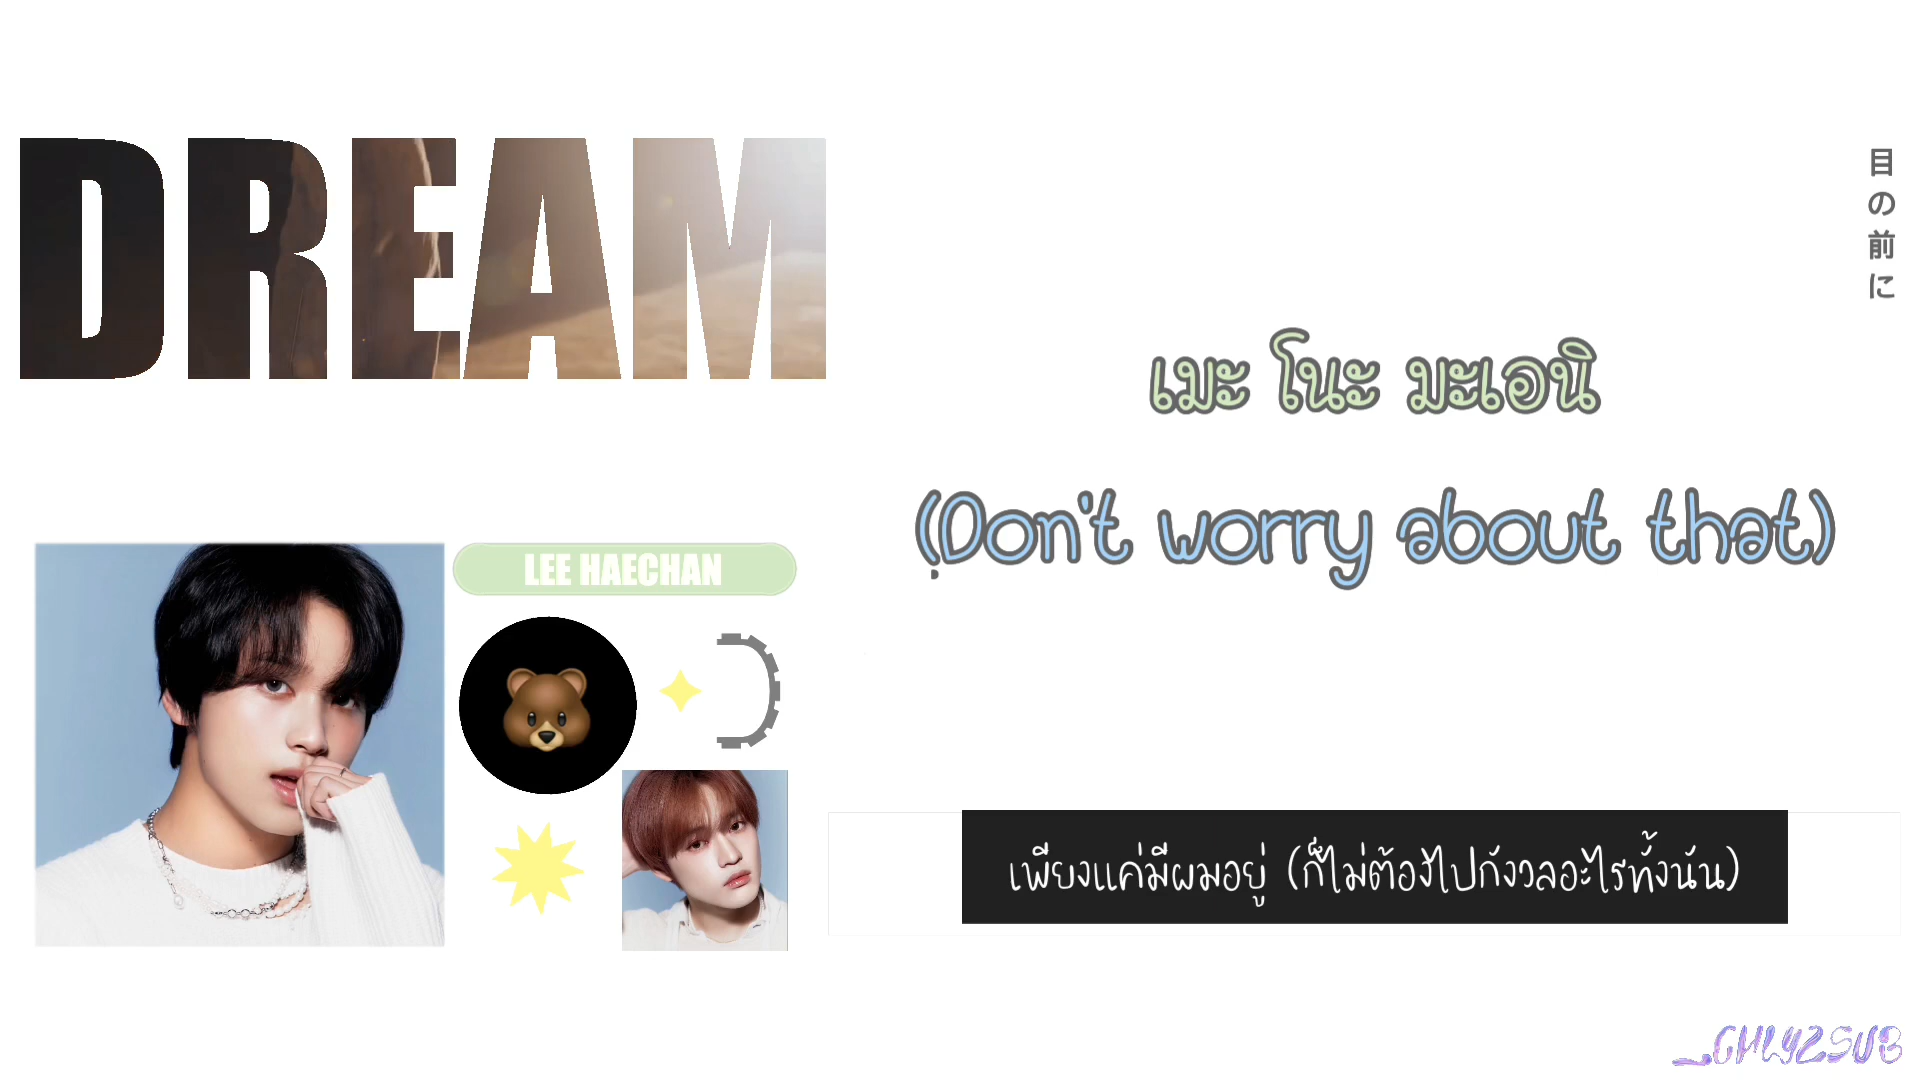 DREAM
目の前に
เมะ โนะ มะเอนิ
(Don't worry about that)
LEE HAECHAN
เพียงแค่มีผมอยู่ (ก็ไม่ต้องไปกังวลอะไรทั้งนั้น)
_CHLYZSUB